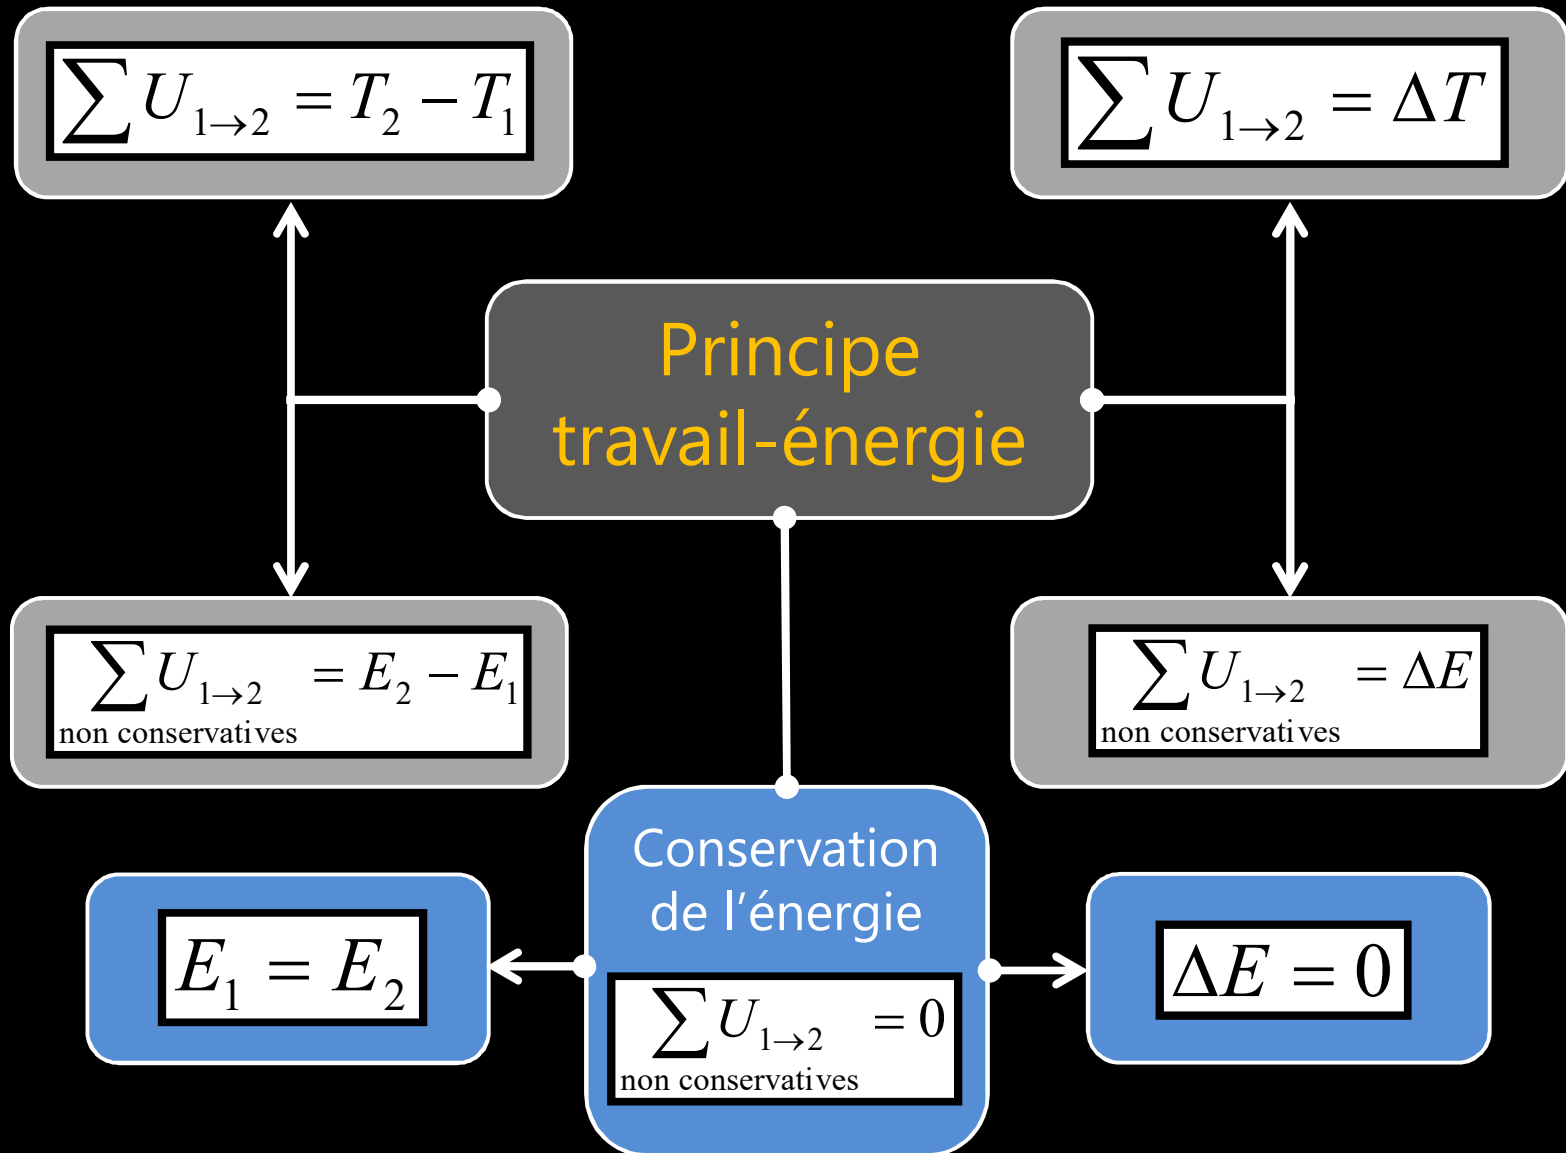 ∑U₁→₂ = T₂ − T₁
∑U₁→₂ = ΔT
Principe
travail-énergie
∑U₁→₂ = E₂ − E₁
non conservatives
∑U₁→₂ = ΔE
non conservatives
Conservation
de l’énergie
E₁ = E₂
∑U₁→₂ = 0
non conservatives
ΔE = 0